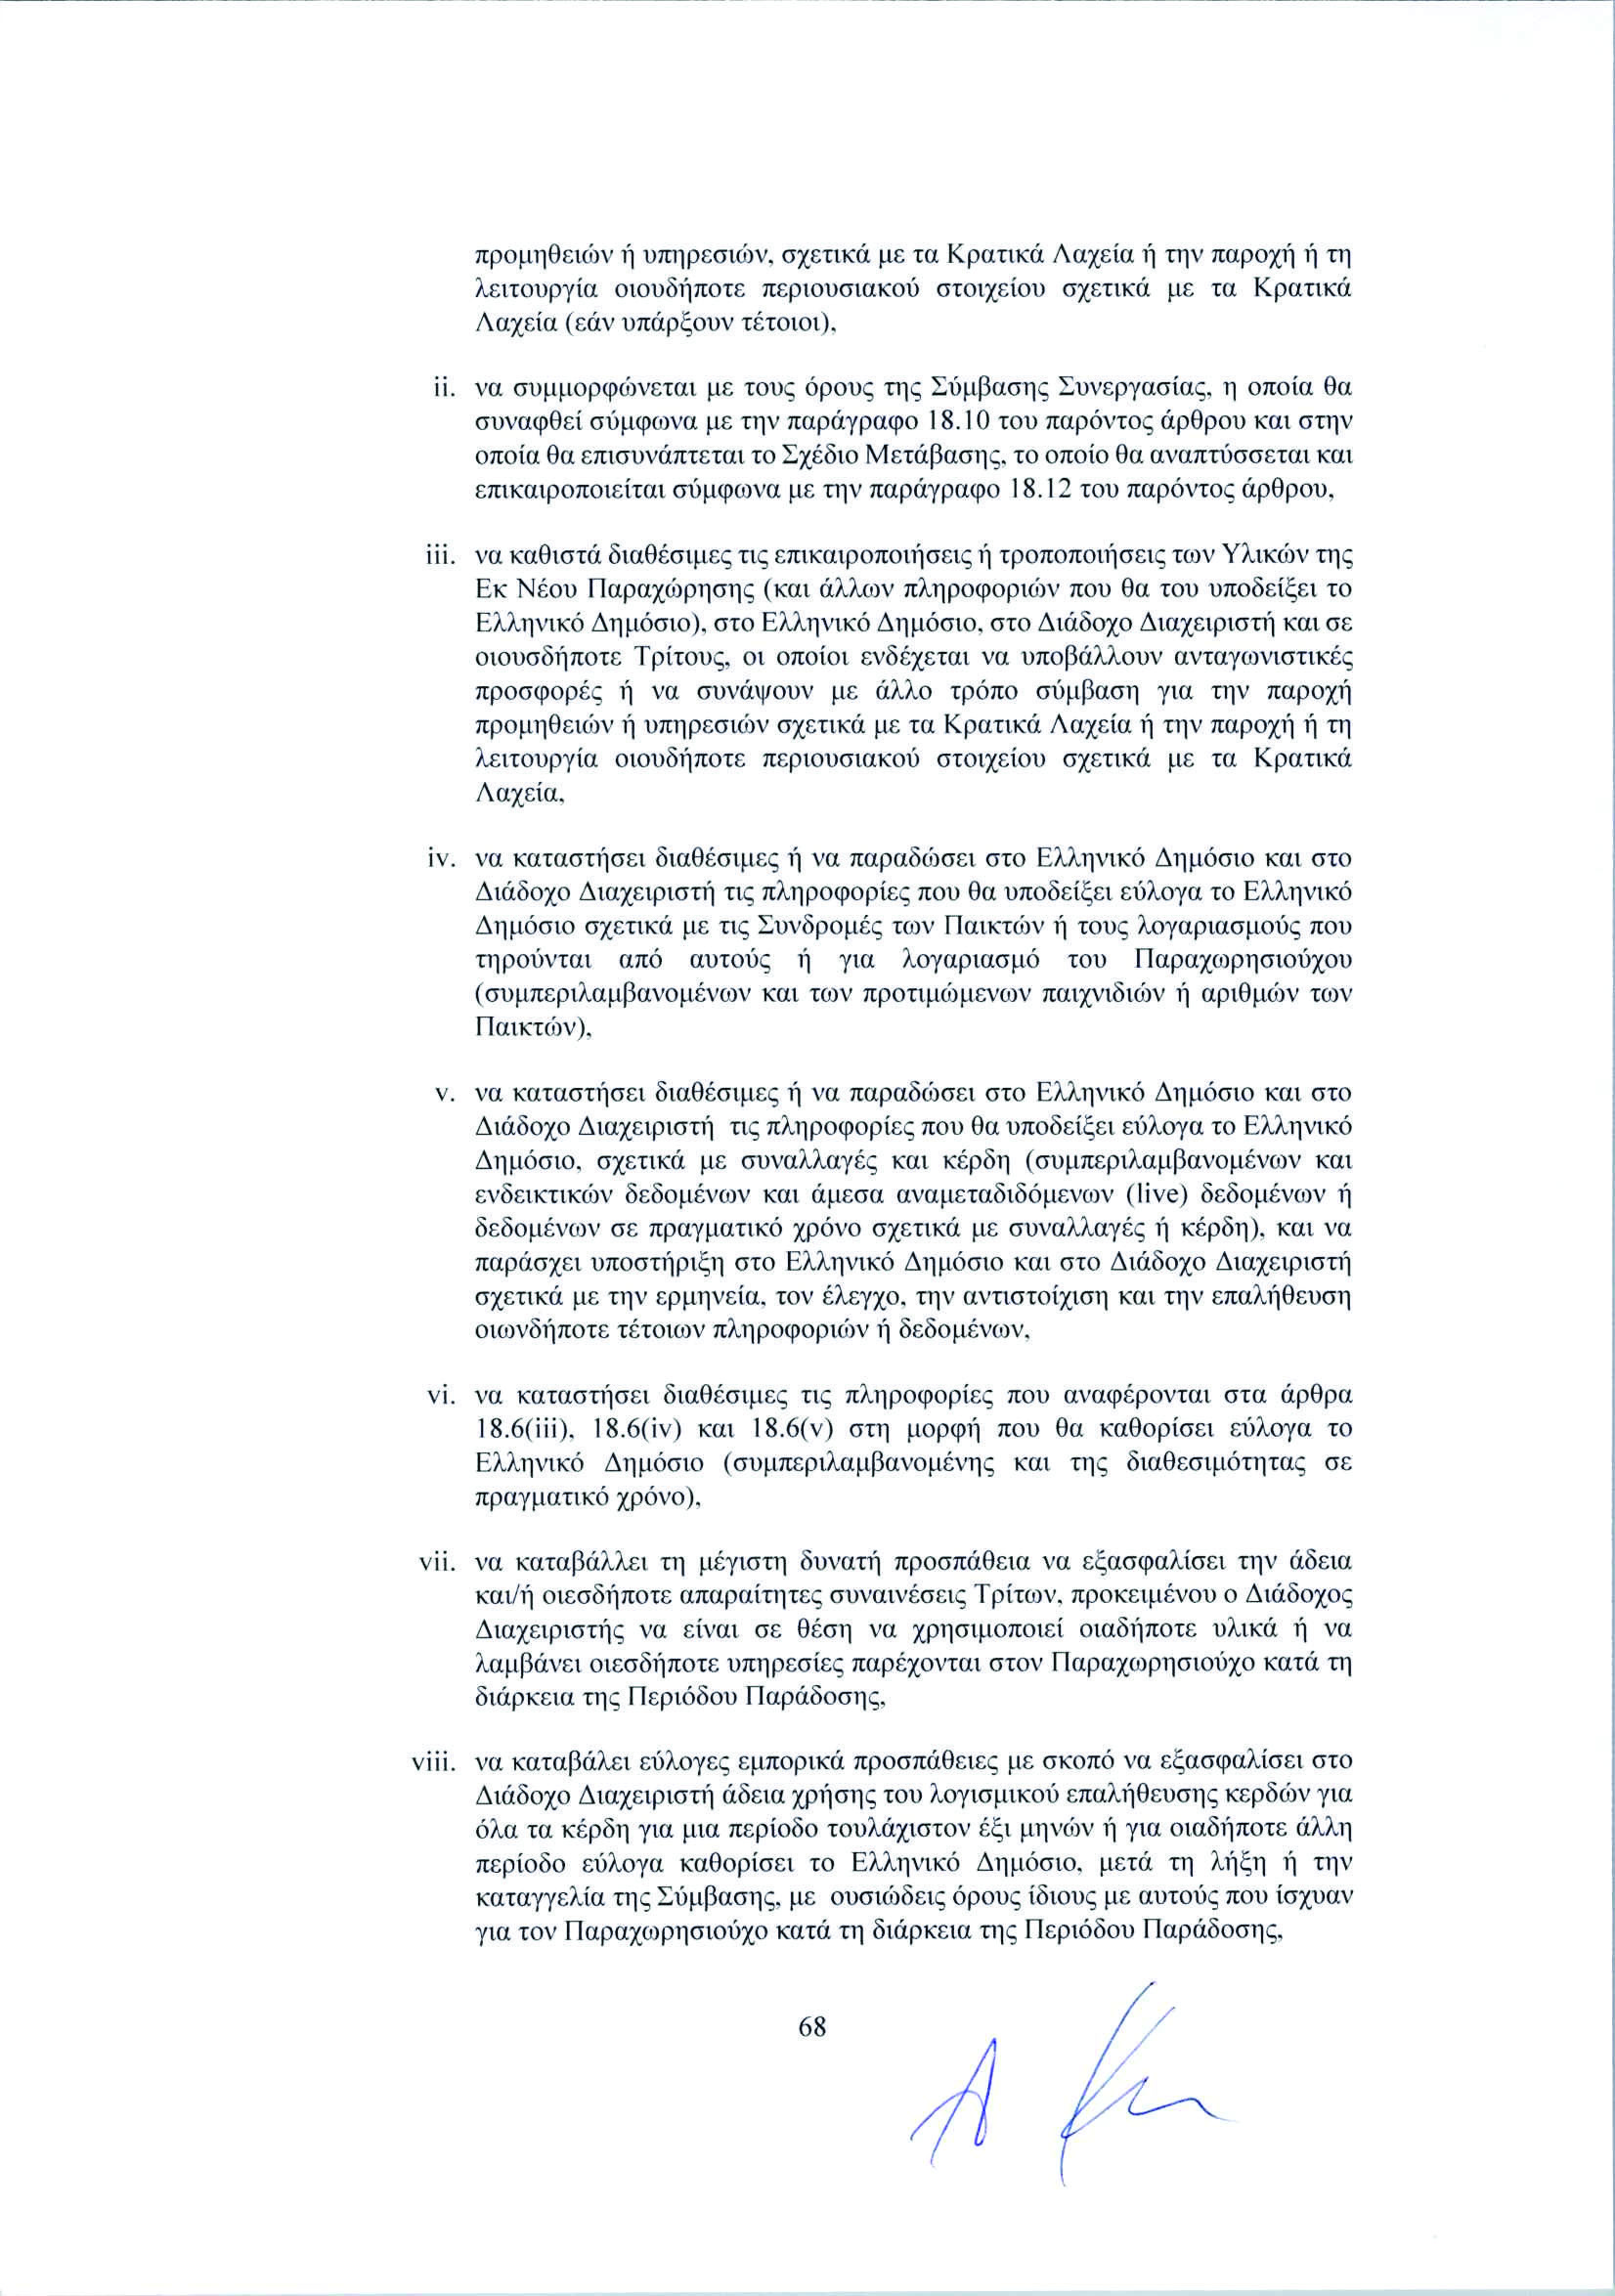 προμηθειών ή υπηρεσιών, σχετικά με τα Κρατικά Λαχεία ή την παροχή ή τη
λειτουργία οιουδήποτε περιουσιακού στοιχείου σχετικά με τα Κρατικά
Λαχεία (εάν υπάρξουν τέτοιοι),
ii. να συμμορφώνεται με τους όρους της Σύμβασης Συνεργασίας, η οποία θα
συναφθεί σύμφωνα με την παράγραφο 18.10 του παρόντος άρθρου και στην
οποία θα επισυνάπτεται το Σχέδιο Μετάβασης, το οποίο θα αναπτύσσεται και
επικαιροποιείται σύμφωνα με την παράγραφο 18.12 του παρόντος άρθρου,
iii. να καθιστά διαθέσιμες τις επικαιροποιήσεις ή τροποποιήσεις των Υλικών της
Εκ Νέου Παραχώρησης (και άλλων πληροφοριών που θα του υποδείξει το
Ελληνικό Δημόσιο), στο Ελληνικό Δημόσιο, στο Διάδοχο Διαχειριστή και σε
οιουσδήποτε Τρίτους, οι οποίοι ενδέχεται να υποβάλλουν ανταγωνιστικές
προσφορές ή να συνάψουν με άλλο τρόπο σύμβαση για την παροχή
προμηθειών ή υπηρεσιών σχετικά με τα Κρατικά Λαχεία ή την παροχή ή τη
λειτουργία οιουδήποτε περιουσιακού στοιχείου σχετικά με τα Κρατικά
Λαχεία,
iv. να καταστήσει διαθέσιμες ή να παραδώσει στο Ελληνικό Δημόσιο και στο
Διάδοχο Διαχειριστή τις πληροφορίες που θα υποδείξει εύλογα το Ελληνικό
Δημόσιο σχετικά με τις Συνδρομές των Παικτών ή τους λογαριασμούς που
τηρούνται από αυτούς ή για λογαριασμό του Παραχωρησιούχου
(συμπεριλαμβανομένων και των προτιμώμενων παιχνιδιών ή αριθμών των
Παικτών),
v. να καταστήσει διαθέσιμες ή να παραδώσει στο Ελληνικό Δημόσιο και στο
Διάδοχο Διαχειριστή τις πληροφορίες που θα υποδείξει εύλογα το Ελληνικό
Δημόσιο, σχετικά με συναλλαγές και κέρδη (συμπεριλαμβανομένων και
ενδεικτικών δεδομένων και άμεσα αναμεταδιδόμενων (live) δεδομένων ή
δεδομένων σε πραγματικό χρόνο σχετικά με συναλλαγές ή κέρδη), και να
παράσχει υποστήριξη στο Ελληνικό Δημόσιο και στο Διάδοχο Διαχειριστή
σχετικά με την ερμηνεία, τον έλεγχο, την αντιστοίχιση και την επαλήθευση
οιωνδήποτε τέτοιων πληροφοριών ή δεδομένων,
vi. να καταστήσει διαθέσιμες τις πληροφορίες που αναφέρονται στα άρθρα
18.6(iii), 18.6(iv) και 18.6(v) στη μορφή που θα καθορίσει εύλογα το
Ελληνικό Δημόσιο (συμπεριλαμβανομένης και της διαθεσιμότητας σε
πραγματικό χρόνο),
vii. να καταβάλλει τη μέγιστη δυνατή προσπάθεια να εξασφαλίσει την άδεια
και/ή οιεσδήποτε απαραίτητες συναινέσεις Τρίτων, προκειμένου ο Διάδοχος
Διαχειριστής να είναι σε θέση να χρησιμοποιεί οιαδήποτε υλικά ή να
λαμβάνει οιεσδήποτε υπηρεσίες παρέχονται στον Παραχωρησιούχο κατά τη
διάρκεια της Περιόδου Παράδοσης,
viii. να καταβάλει εύλογες εμπορικά προσπάθειες με σκοπό να εξασφαλίσει στο
Διάδοχο Διαχειριστή άδεια χρήσης του λογισμικού επαλήθευσης κερδών για
όλα τα κέρδη για μια περίοδο τουλάχιστον έξι μηνών ή για οιαδήποτε άλλη
περίοδο εύλογα καθορίσει το Ελληνικό Δημόσιο, μετά τη λήξη ή την
καταγγελία της Σύμβασης, με ουσιώδεις όρους ίδιους με αυτούς που ίσχυαν
για τον Παραχωρησιούχο κατά τη διάρκεια της Περιόδου Παράδοσης,
68